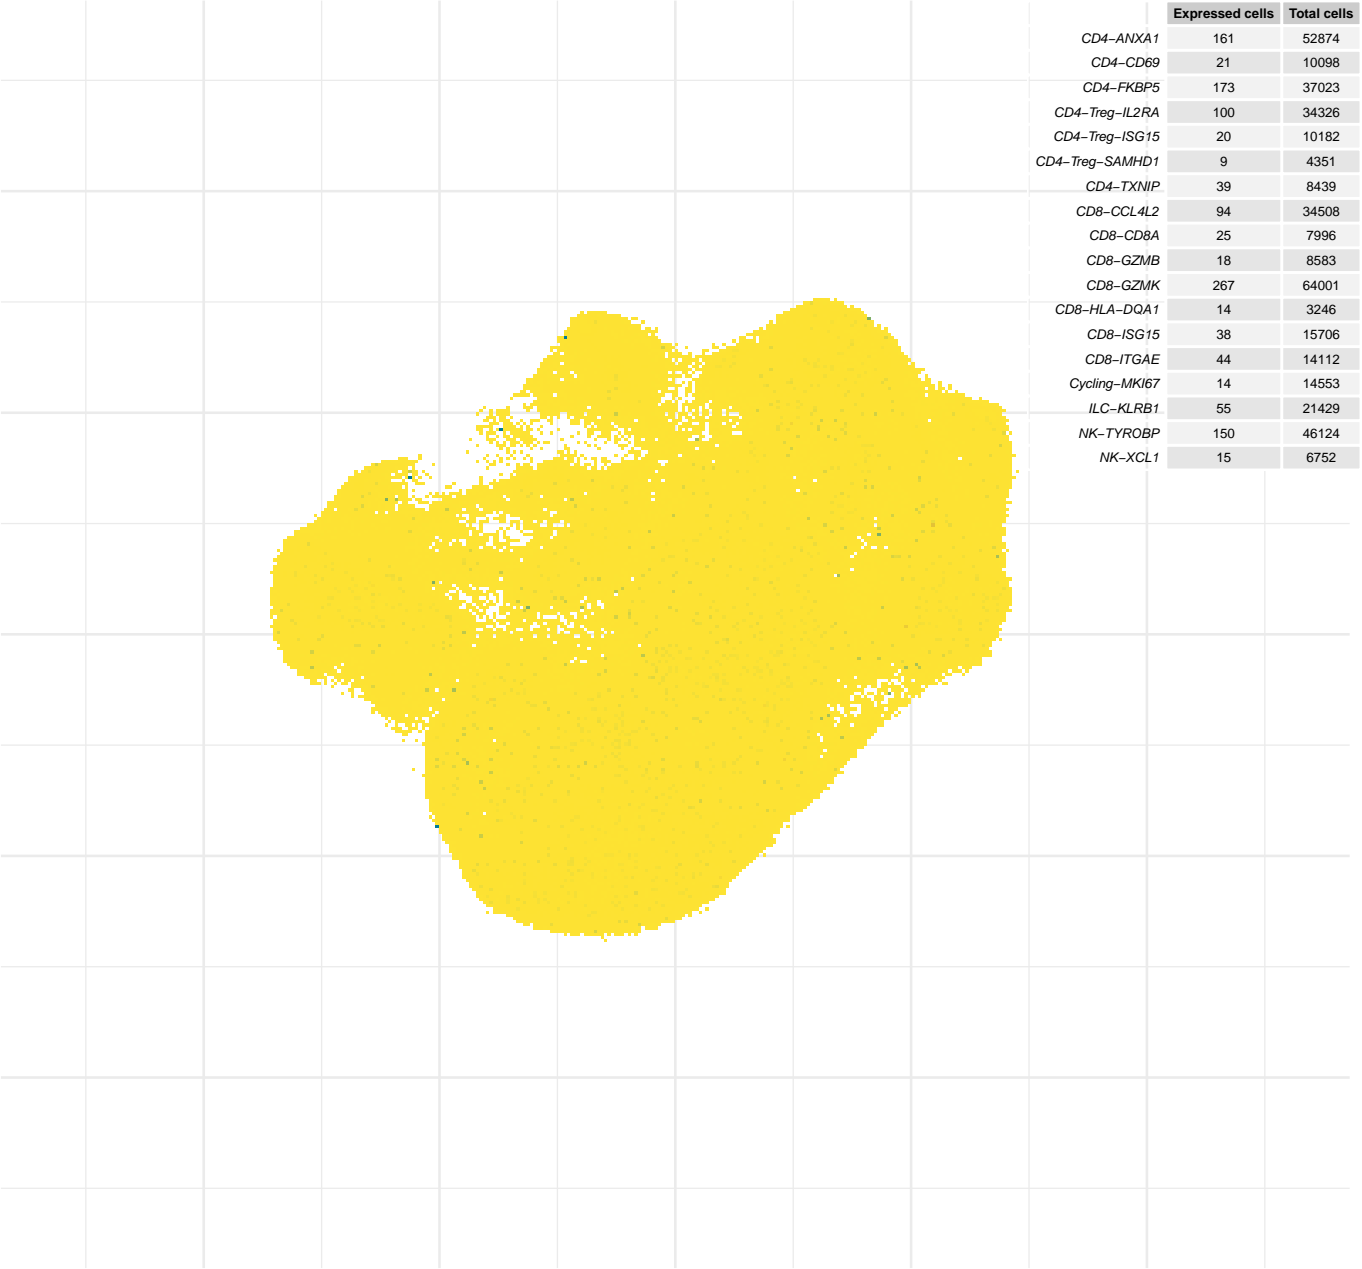 Expressed cells Total cells
CD4−ANXA1 161 52874
CD4−CD69 21 10098
CD4−FKBP5 173 37023
CD4−Treg−IL2RA 100 34326
CD4−Treg−ISG15 20 10182
CD4−Treg−SAMHD1 9 4351
CD4−TXNIP 39 8439
CD8−CCL4L2 94 34508
CD8−CD8A 25 7996
CD8−GZMB 18 8583
CD8−GZMK 267 64001
CD8−HLA−DQA1 14 3246
CD8−ISG15 38 15706
CD8−ITGAE 44 14112
Cycling−MKI67 14 14553
ILC−KLRB1 55 21429
NK−TYROBP 150 46124
NK−XCL1 15 6752